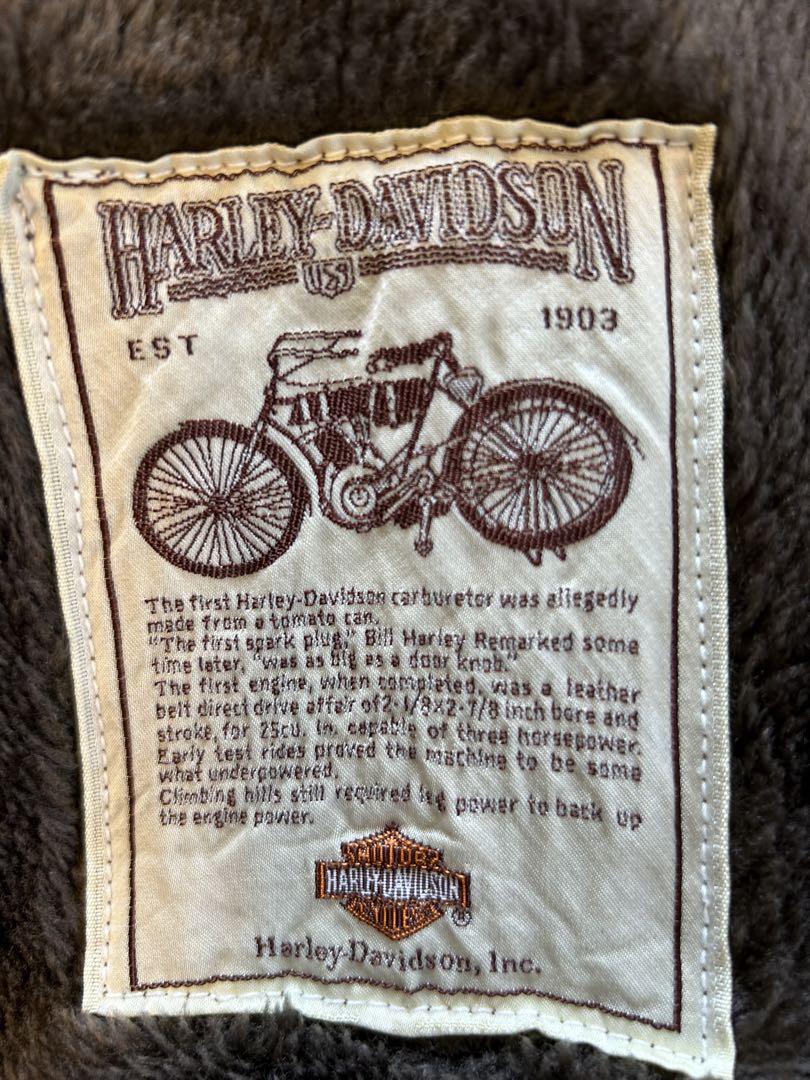 HARLEY-DAVIDSON
USA
EST 1903
The first Harley-Davidson carburetor was allegedly
made from a tomato can.
"The first spark plug," Bill Harley Remarked some
time later, "was as big as a door knob."
The first engine, when completed, was a leather
belt direct drive affair of 2-1/8×2-7/8 inch bore and
stroke, for 25cu. in. capable of three horsepower.
Early test rides proved the machine to be some
what underpowered.
Climbing hills still required leg power to back up
the engine power.
MOTOR
HARLEY-DAVIDSON
®
Harley-Davidson, Inc.